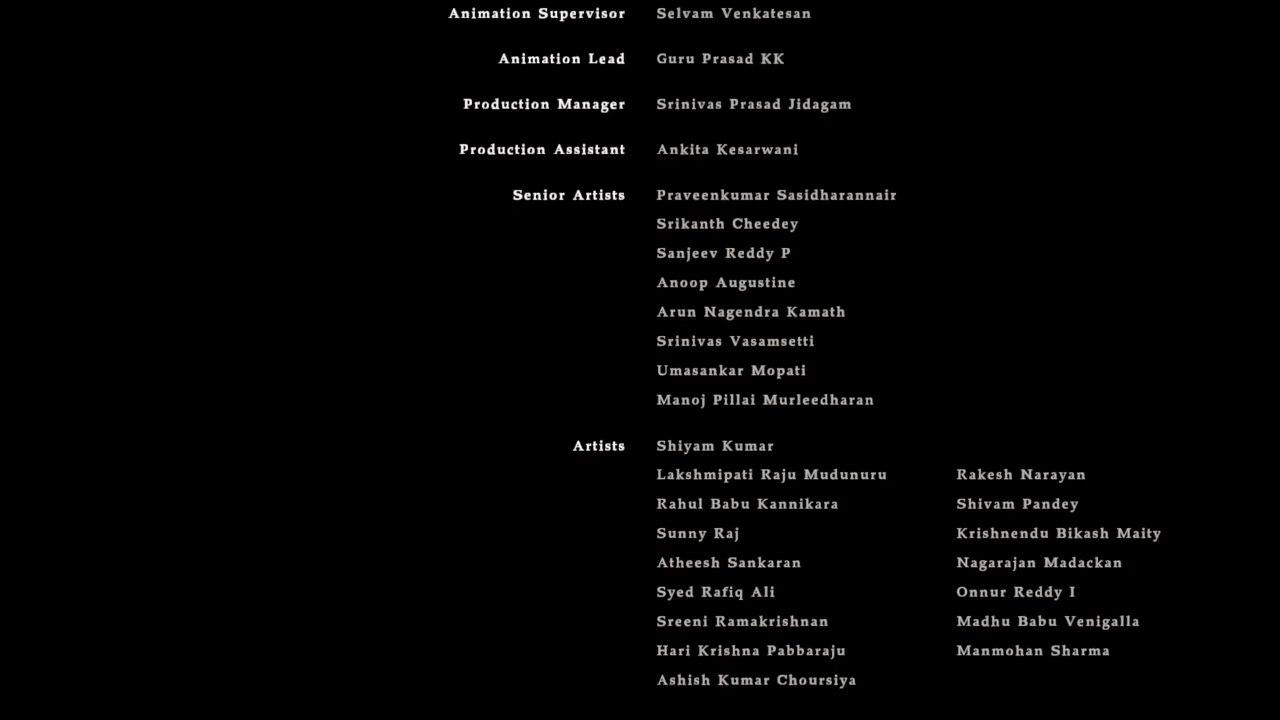 Animation Supervisor Selvam Venkatesan
Animation Lead Guru Prasad KK
Production Manager Srinivas Prasad Jidagam
Production Assistant Ankita Kesarwani
Senior Artists Praveenkumar Sasidharannair
Srikanth Cheedey
Sanjeev Reddy P
Anoop Augustine
Arun Nagendra Kamath
Srinivas Vasamsetti
Umasankar Mopati
Manoj Pillai Murleedharan
Artists Shiyam Kumar
Lakshmipati Raju Mudunuru Rakesh Narayan
Rahul Babu Kannikara Shivam Pandey
Sunny Raj Krishnendu Bikash Maity
Atheesh Sankaran Nagarajan Madackan
Syed Rafiq Ali Onnur Reddy I
Sreeni Ramakrishnan Madhu Babu Venigalla
Hari Krishna Pabbaraju Manmohan Sharma
Ashish Kumar Choursiya